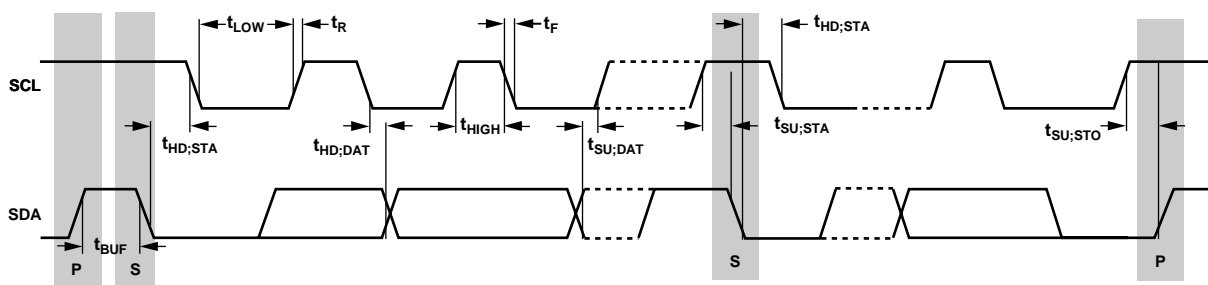 tLOW
tR
tF
tHD;STA
SCL
tHD;STA
tHD;DAT
tHIGH
tSU;DAT
tSU;STA
tSU;STO
SDA
tBUF
P
S
S
P